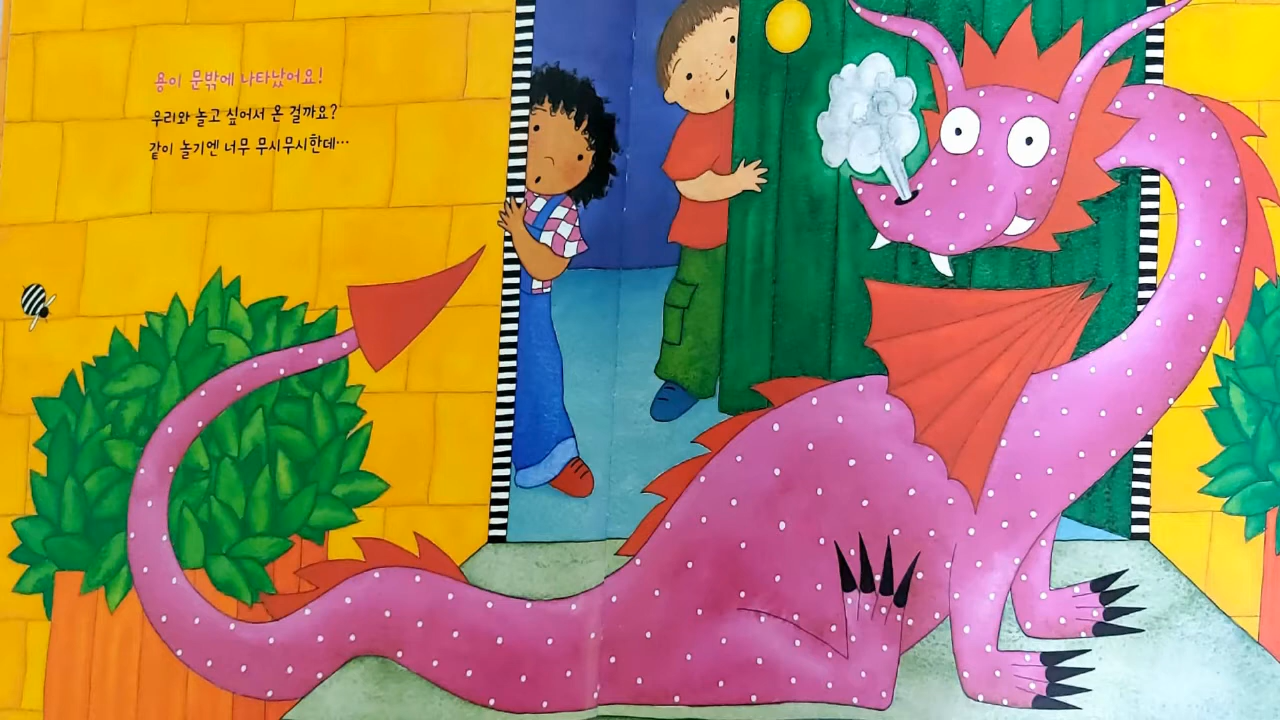 용이 문밖에 나타났어요!
우리와 놀고 싶어서 온 걸까요?
같이 놀기엔 너무 무시무시한데…